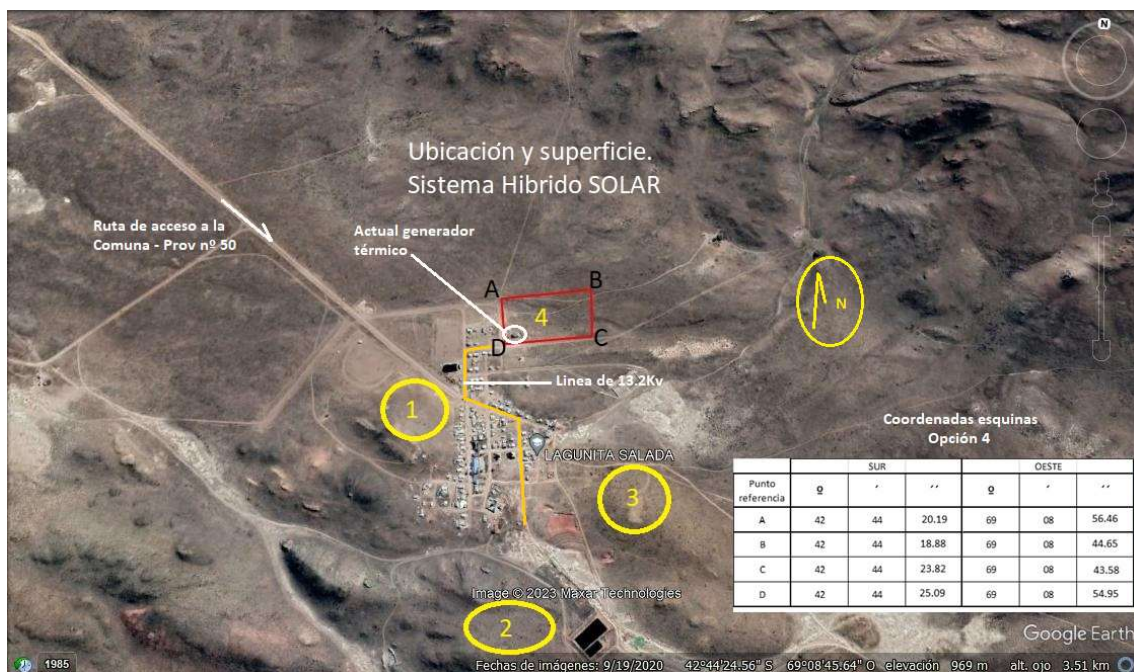 N
Ubicación y superficie.
Sistema Hibrido SOLAR
Ruta de acceso a la
Comuna - Prov nº 50
Actual generador
térmico
A
B
4
N
D
C
Linea de 13.2Kv
1
Coordenadas esquinas
Opción 4
LAGUNITA SALADA
3
SUR OESTE
Punto referencia º ´ ´´ º ´ ´´
A 42 44 20.19 69 08 56.46
B 42 44 18.88 69 08 44.65
C 42 44 23.82 69 08 43.58
D 42 44 25.09 69 08 54.95
Image © 2023 Maxar Technologies
2
Google Earth
1985
Fechas de imágenes: 9/19/2020 42°44'24.56" S 69°08'45.64" O elevación 969 m alt. ojo 3.51 km